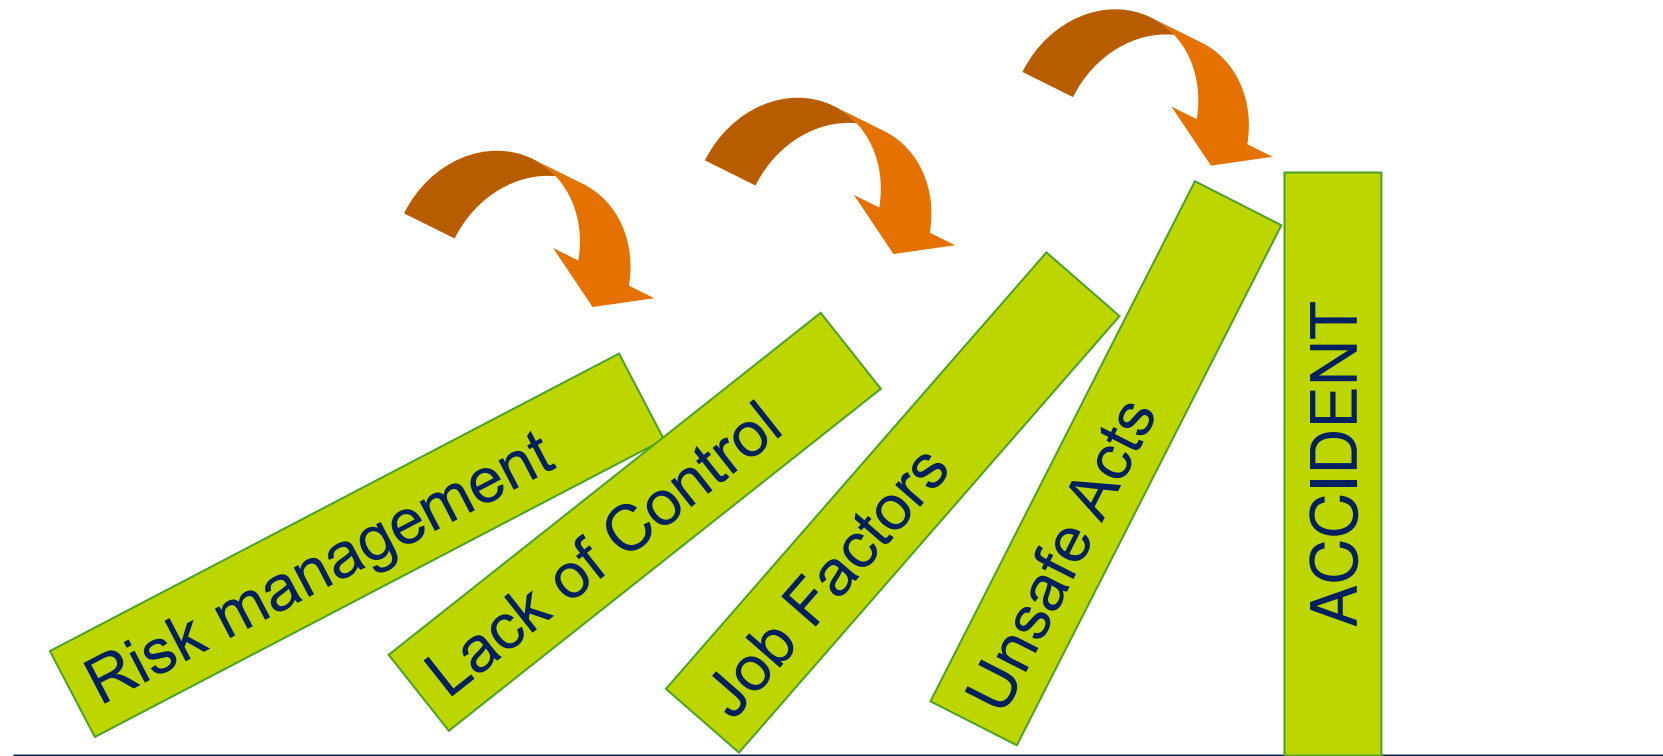 Risk management
Lack of Control
Job Factors
Unsafe Acts
ACCIDENT